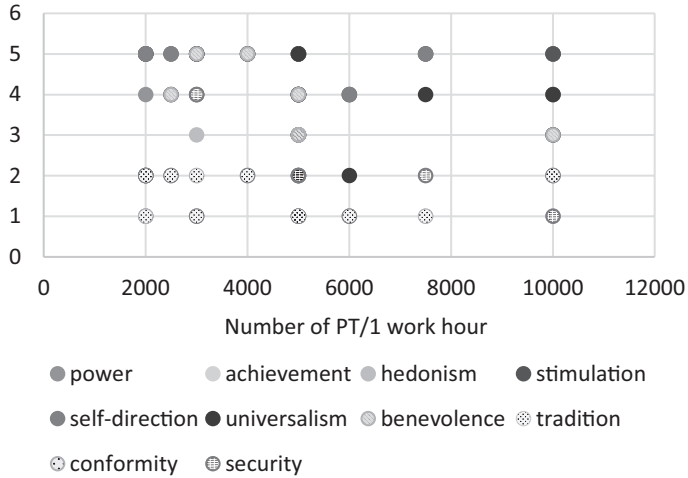 6
5
4
3
2
1
0
0 2000 4000 6000 8000 10000 12000
Number of PT/1 work hour
power achievement hedonism stimulation
self-direction universalism benevolence tradition
conformity security